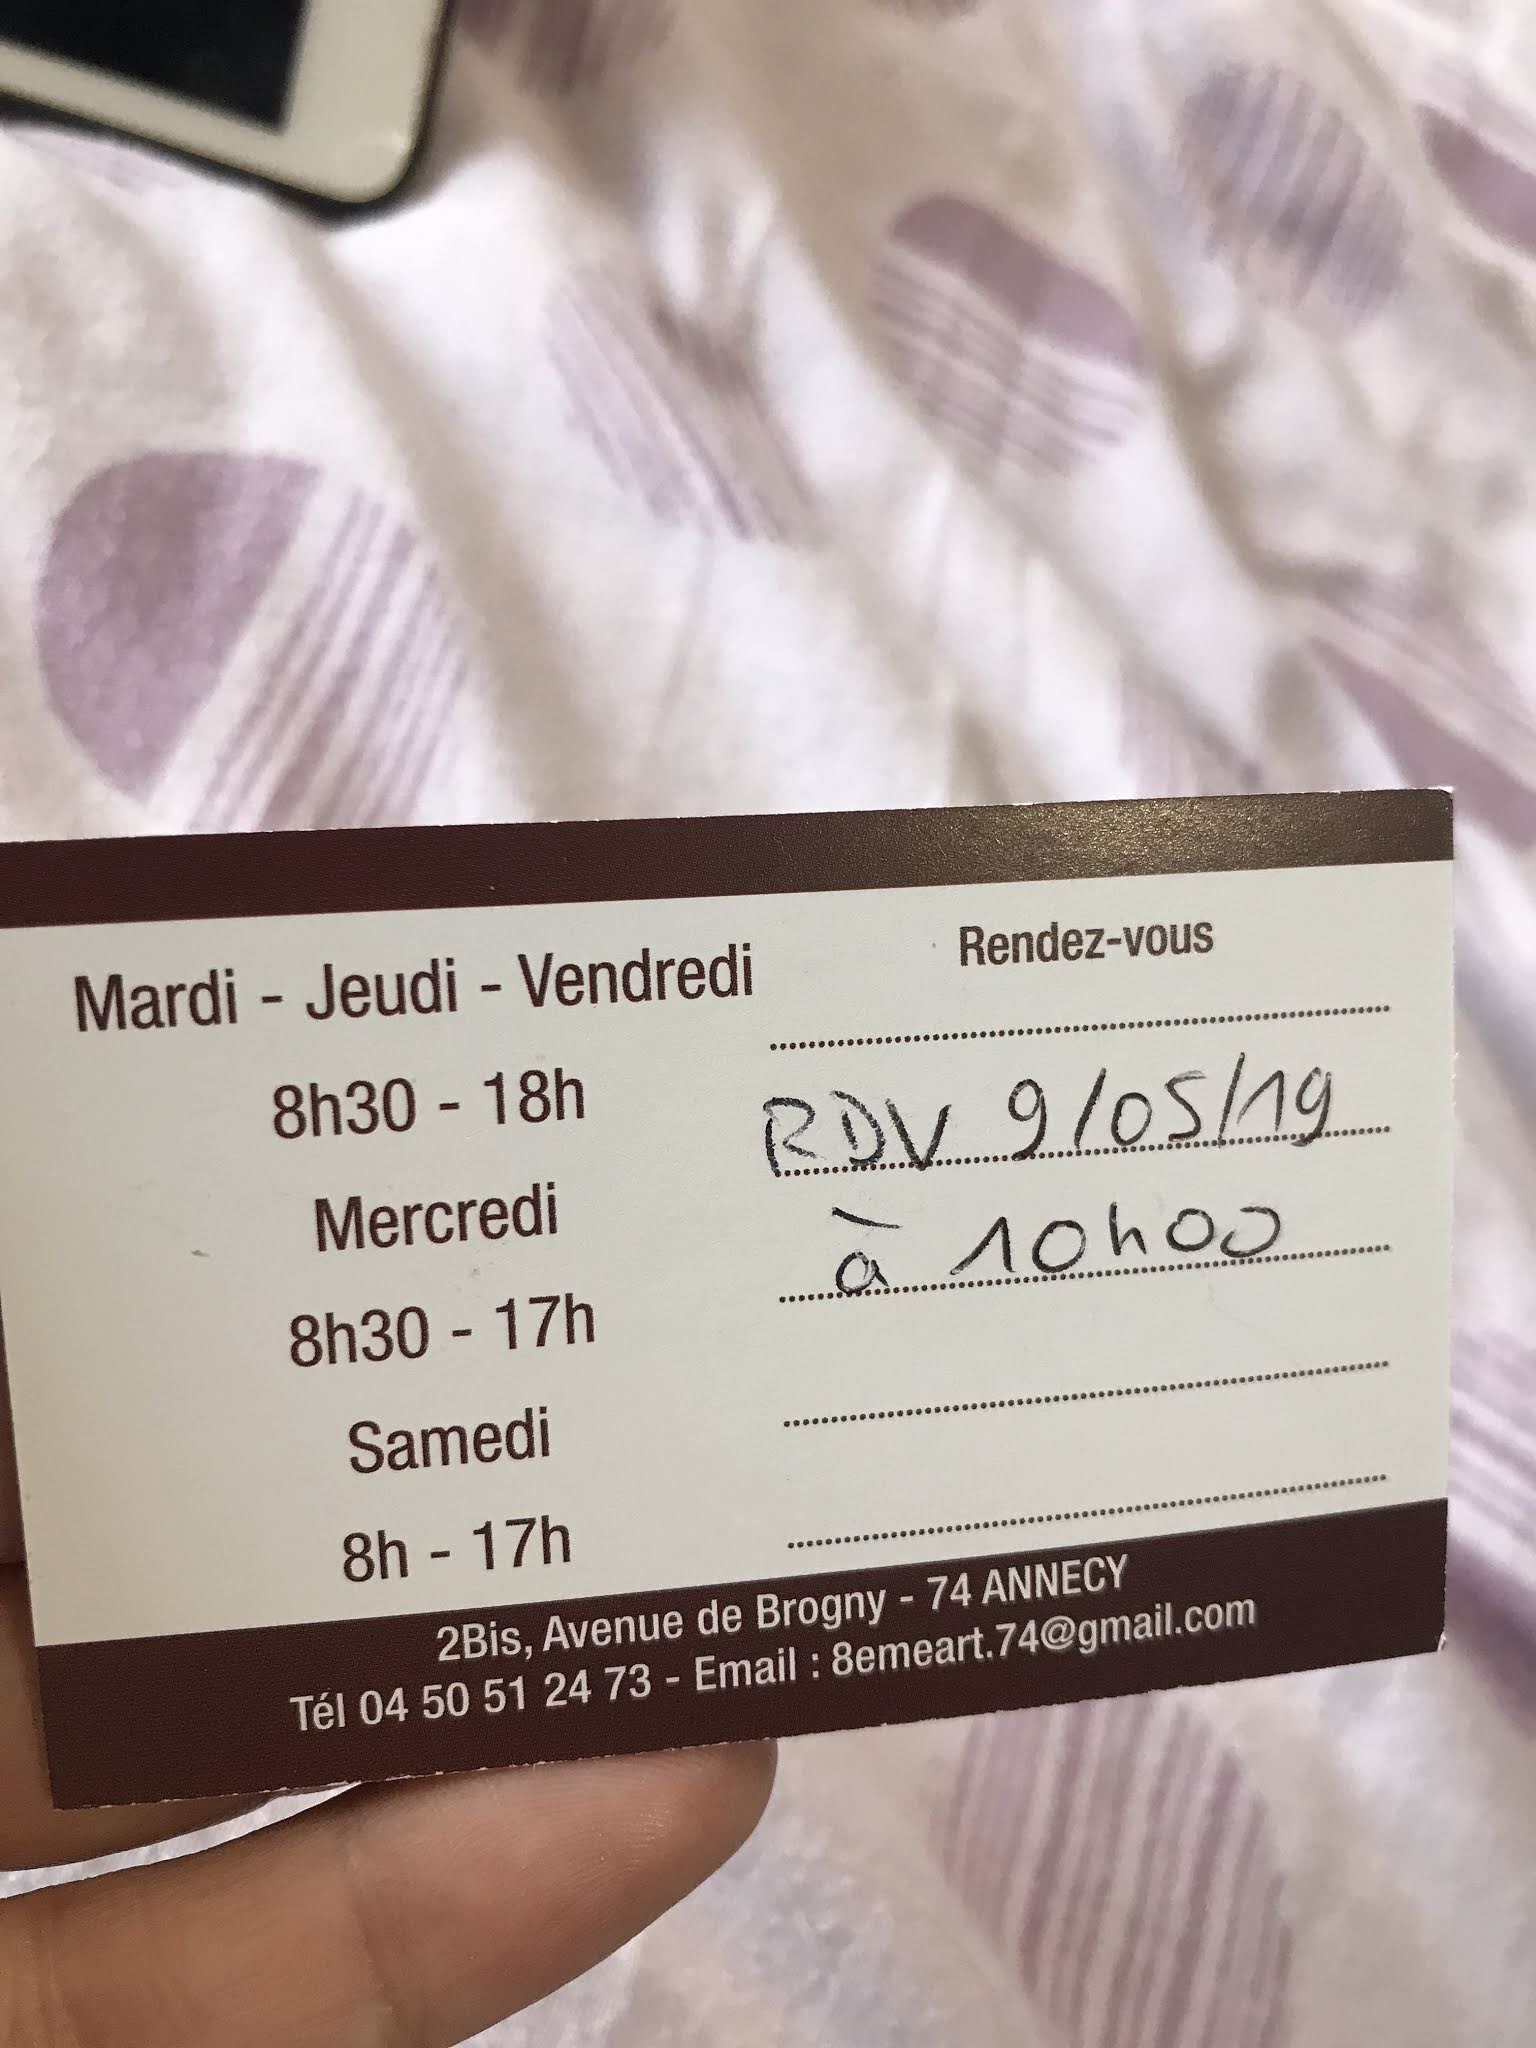 Mardi - Jeudi - Vendredi
8h30 - 18h
Mercredi
8h30 - 17h
Samedi
8h - 17h
Rendez-vous
RDV 9/05/19
à 10h00
2Bis, Avenue de Brogny - 74 ANNECY
Tél 04 50 51 24 73 - Email : 8emeart.74@gmail.com